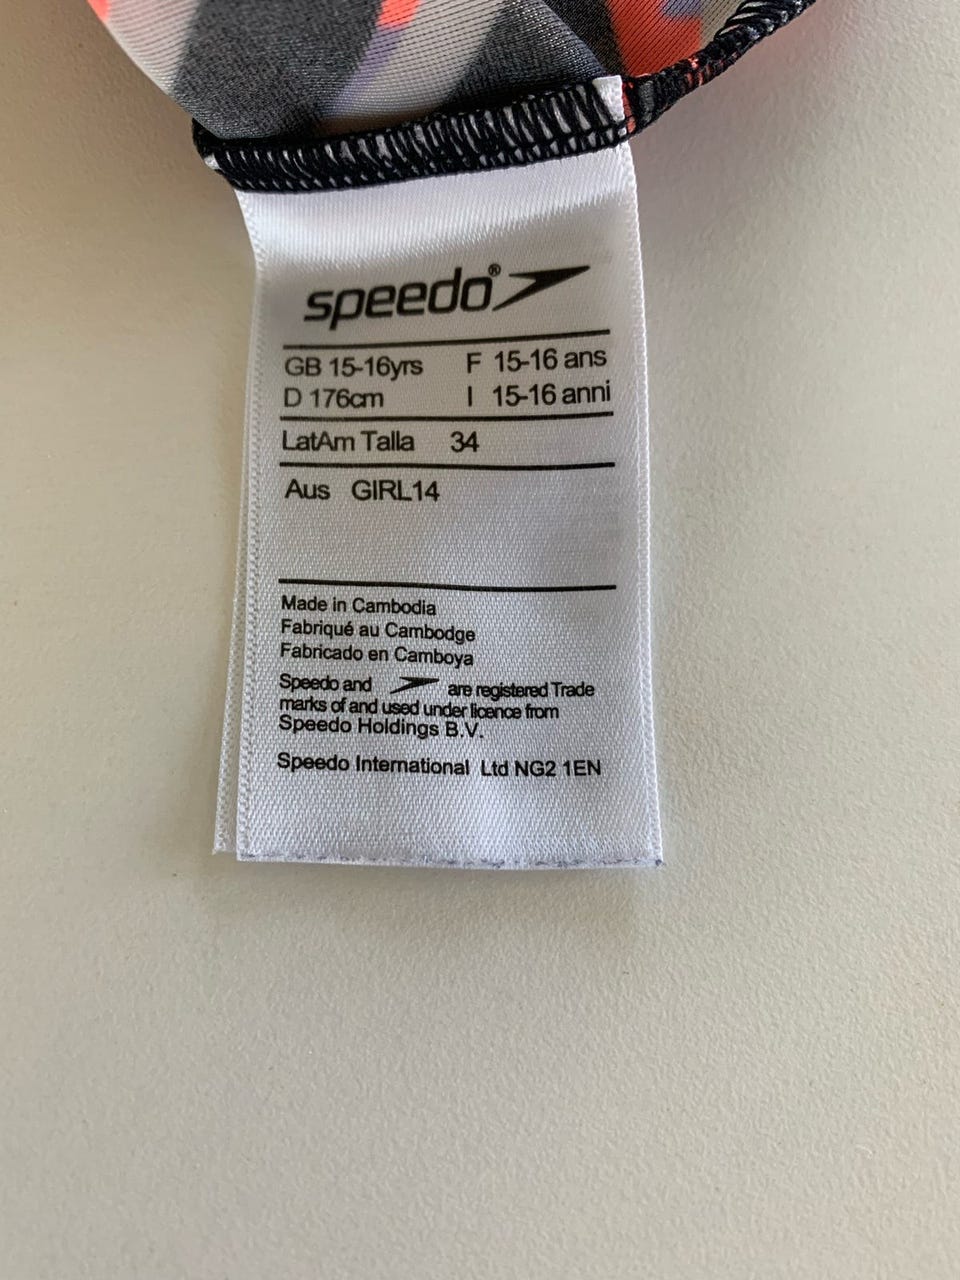 speedo®
GB 15-16yrs F 15-16 ans
D 176cm I 15-16 anni
LatAm Talla 34
Aus GIRL14
Made in Cambodia
Fabriqué au Cambodge
Fabricado en Camboya
Speedo and are registered Trade
marks of and used under licence from
Speedo Holdings B.V.
Speedo International Ltd NG2 1EN